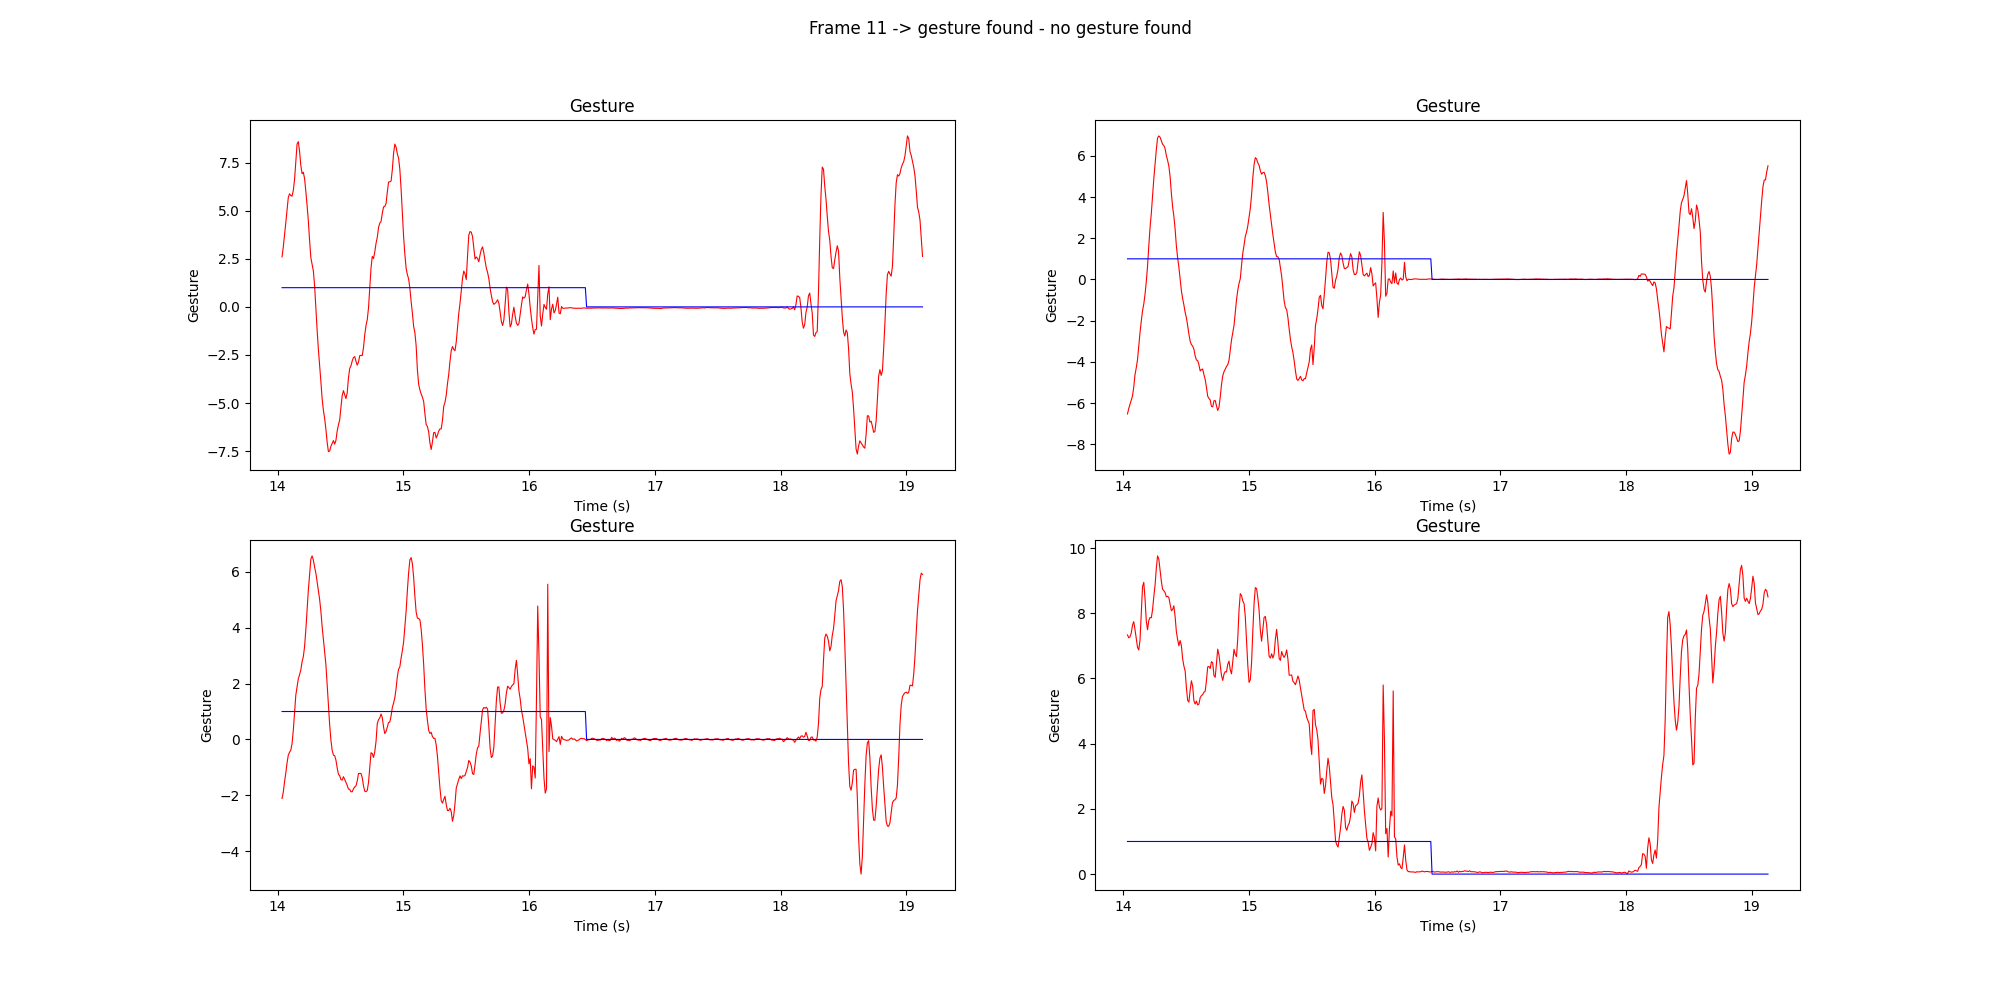 Frame 11 -> gesture found - no gesture found
Gesture
Gesture
7.5
5.0
2.5
0.0
−2.5
−5.0
−7.5
14 15 16 17 18 19
Time (s)
Gesture
Gesture
6
4
2
0
−2
−4
−6
−8
14 15 16 17 18 19
Time (s)
Gesture
Gesture
6
4
2
0
−2
−4
14 15 16 17 18 19
Time (s)
Gesture
Gesture
10
8
6
4
2
0
14 15 16 17 18 19
Time (s)